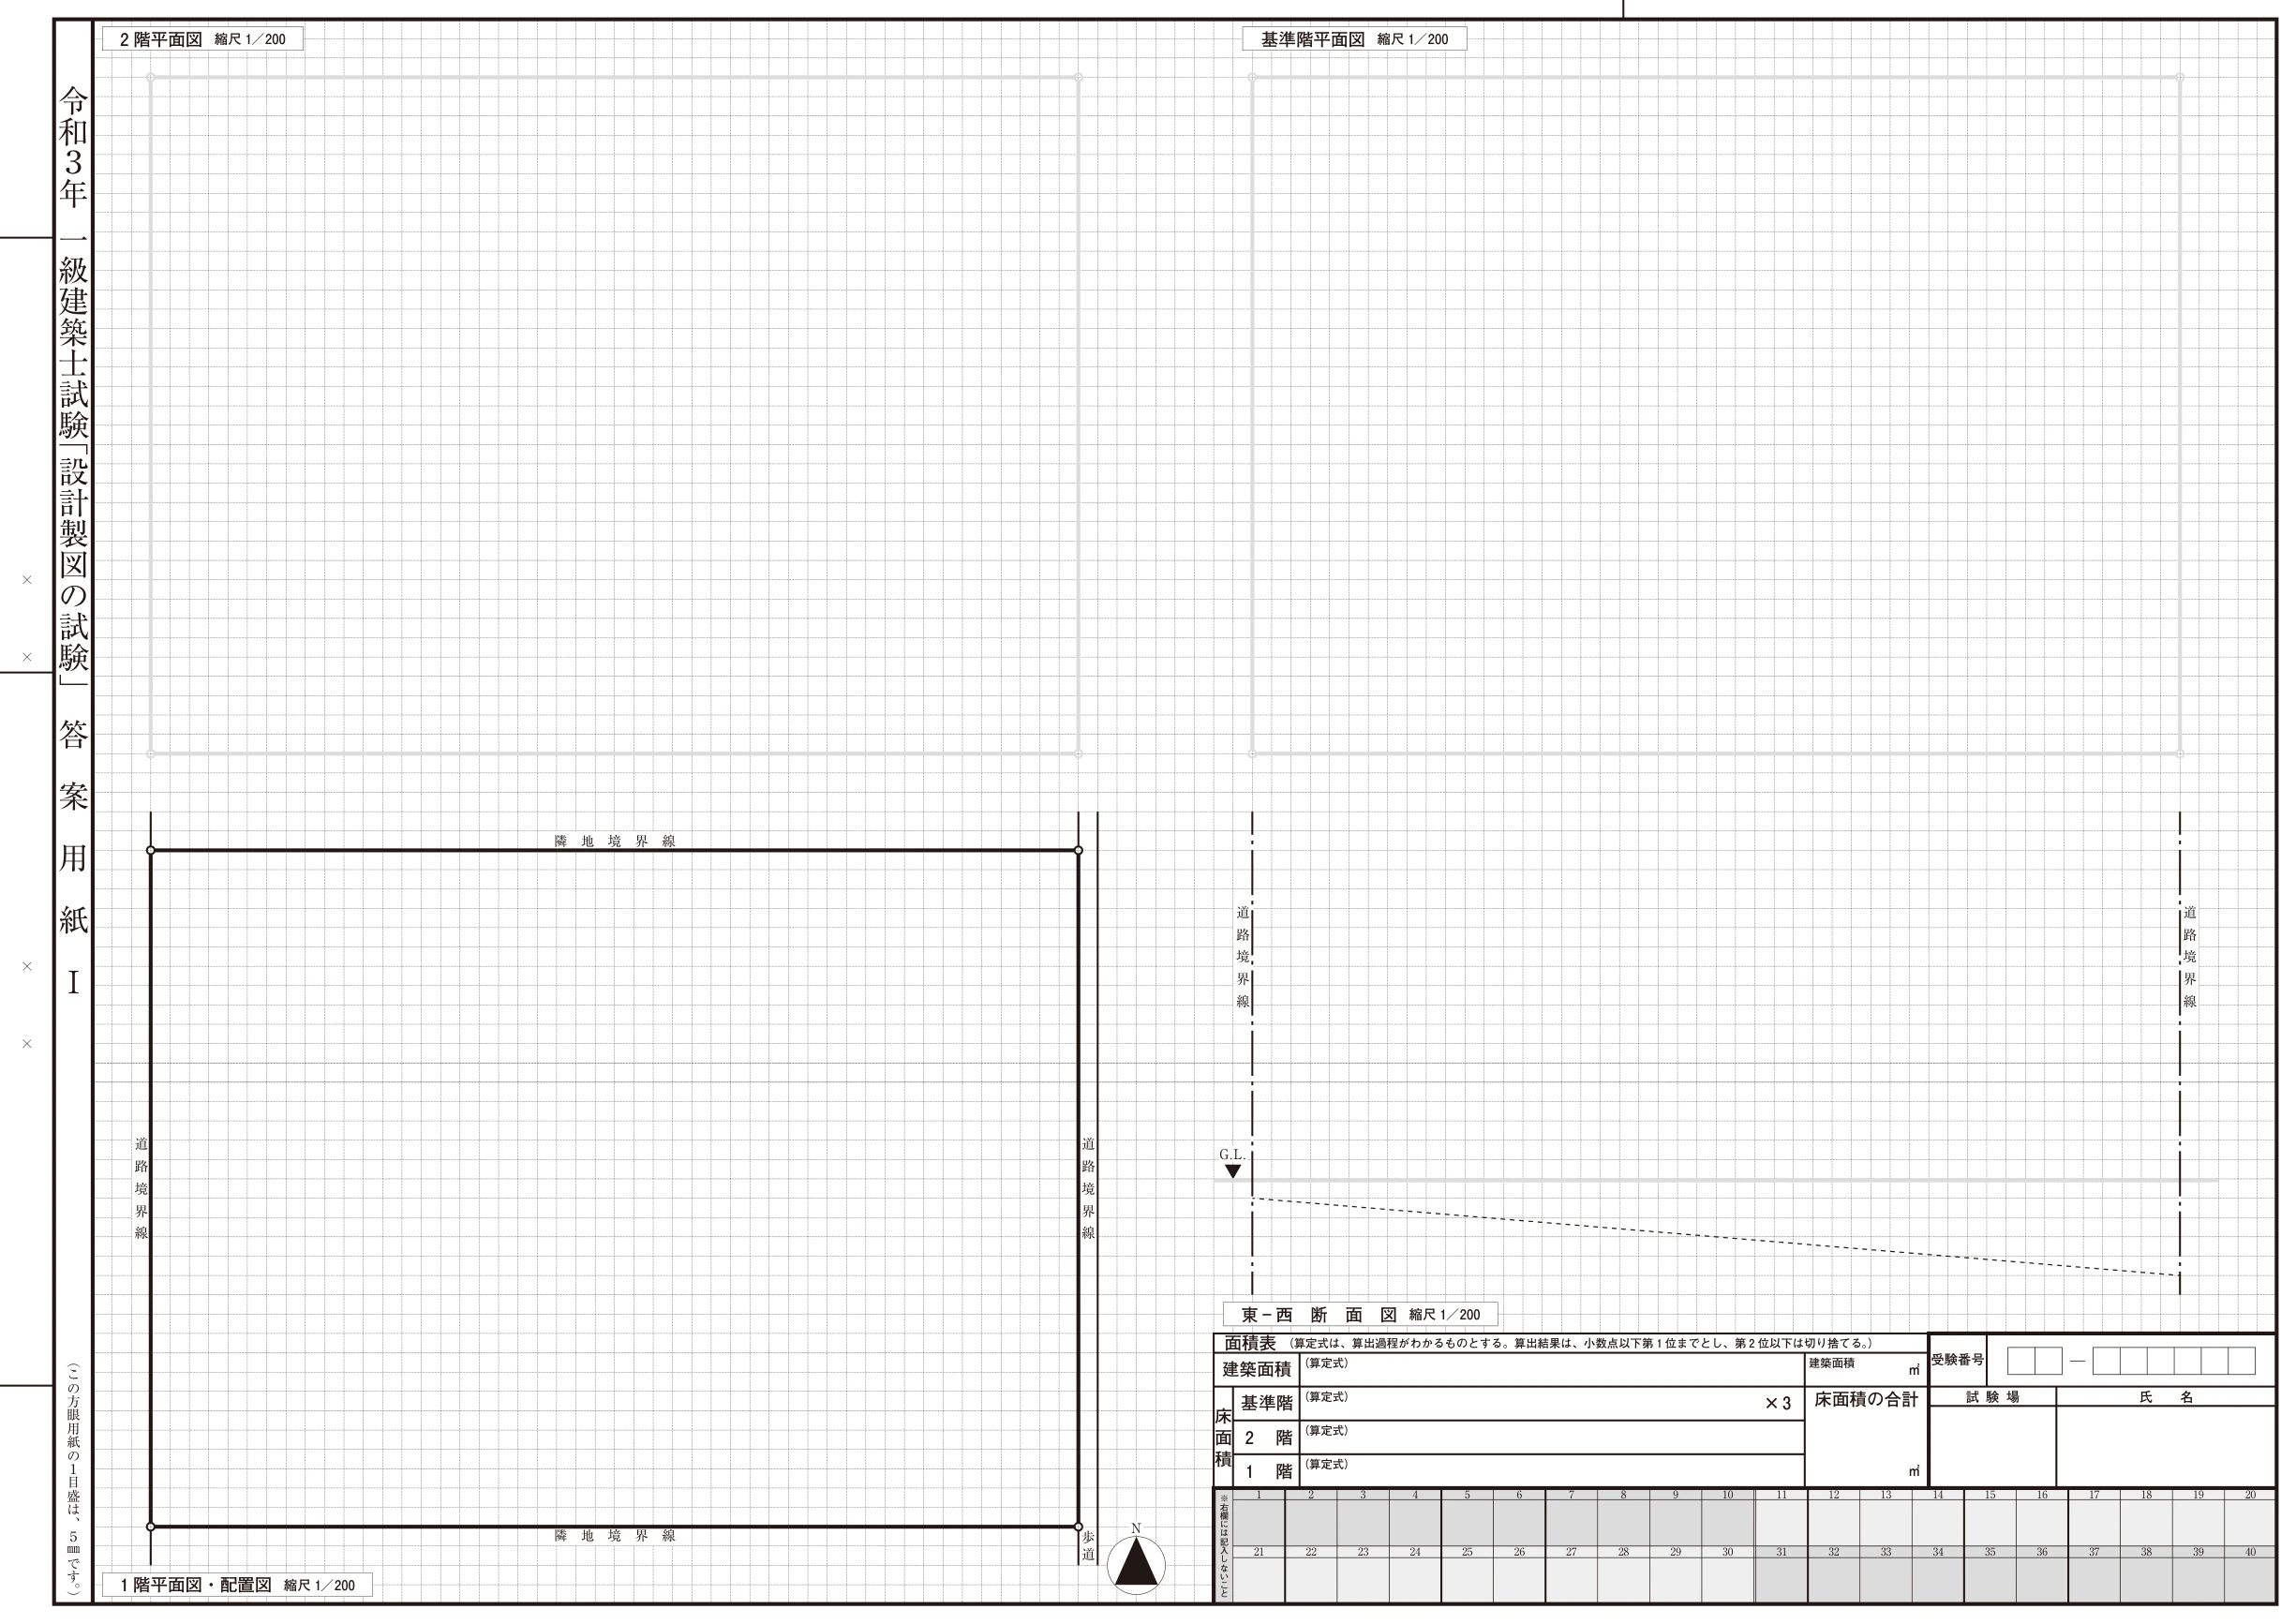 令和3年 一級建築士試験「設計製図の試験」 答案用紙 I
(この方眼用紙の1目盛は、5㎜です。)
2階平面図 縮尺1／200
基準階平面図 縮尺1／200
隣地境界線
道路境界線
道路境界線
隣地境界線
歩道
N
1階平面図・配置図 縮尺1／200
道路境界線
道路境界線
G.L.
東－西 断面図 縮尺1／200
面積表 (算定式は、算出過程がわかるものとする。算出結果は、小数点以下第1位までとし、第2位以下は切り捨てる。)
建築面積 (算定式) 建築面積 ㎡
床面積
基準階 (算定式) ×3
2階 (算定式)
1階 (算定式)
床面積の合計 ㎡
受験番号 —
試験場 氏名
※右欄には記入しないこと
1 2 3 4 5 6 7 8 9 10 11 12 13 14 15 16 17 18 19 20
21 22 23 24 25 26 27 28 29 30 31 32 33 34 35 36 37 38 39 40